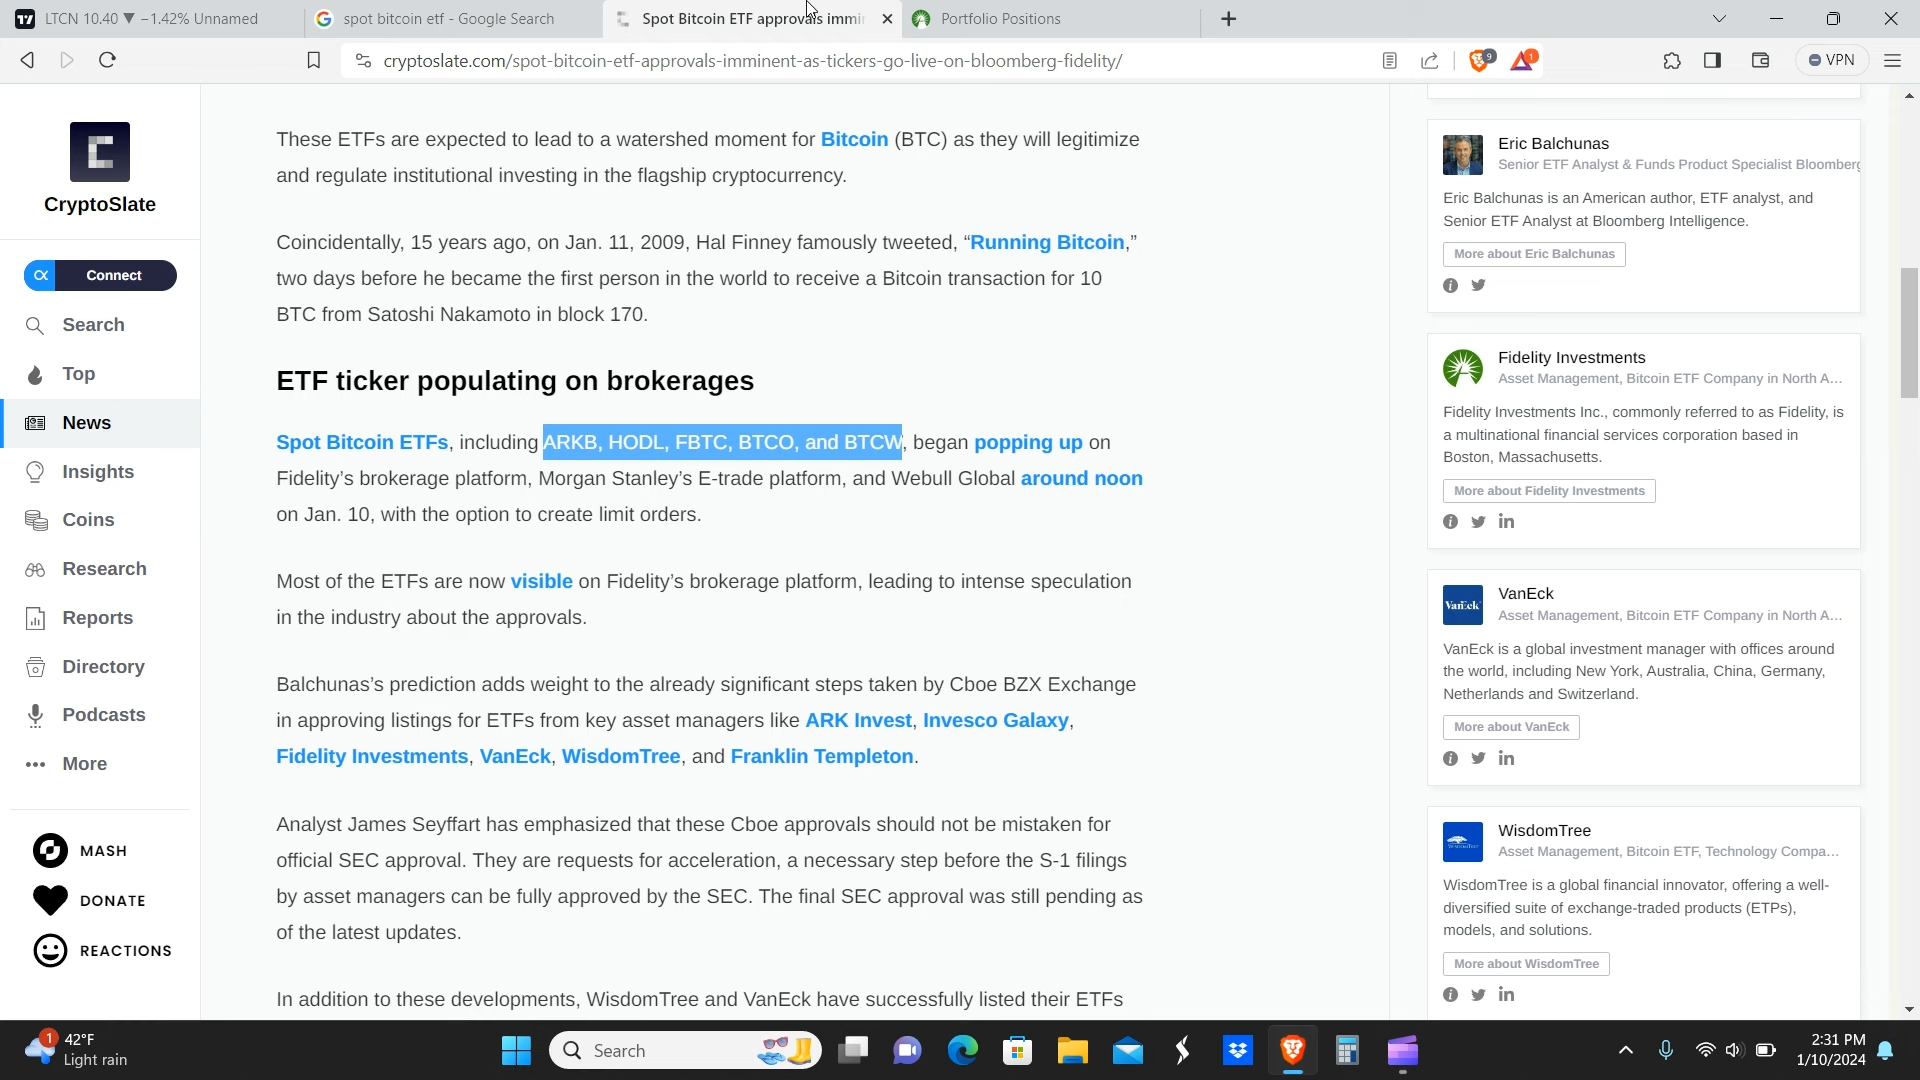 LTCN 10.40 ▼ −1.42% Unnamed
spot bitcoin etf - Google Search
Spot Bitcoin ETF approvals immi
Portfolio Positions
cryptoslate.com/spot-bitcoin-etf-approvals-imminent-as-tickers-go-live-on-bloomberg-fidelity/
9
1
VPN
CryptoSlate
Connect
Search
Top
News
Insights
Coins
Research
Reports
Directory
Podcasts
More
MASH
DONATE
REACTIONS
These ETFs are expected to lead to a watershed moment for Bitcoin (BTC) as they will legitimize
and regulate institutional investing in the flagship cryptocurrency.
Coincidentally, 15 years ago, on Jan. 11, 2009, Hal Finney famously tweeted, “Running Bitcoin,”
two days before he became the first person in the world to receive a Bitcoin transaction for 10
BTC from Satoshi Nakamoto in block 170.
ETF ticker populating on brokerages
Spot Bitcoin ETFs, including ARKB, HODL, FBTC, BTCO, and BTCW, began popping up on
Fidelity’s brokerage platform, Morgan Stanley’s E-trade platform, and Webull Global around noon
on Jan. 10, with the option to create limit orders.
Most of the ETFs are now visible on Fidelity’s brokerage platform, leading to intense speculation
in the industry about the approvals.
Balchunas’s prediction adds weight to the already significant steps taken by Cboe BZX Exchange
in approving listings for ETFs from key asset managers like ARK Invest, Invesco Galaxy,
Fidelity Investments, VanEck, WisdomTree, and Franklin Templeton.
Analyst James Seyffart has emphasized that these Cboe approvals should not be mistaken for
official SEC approval. They are requests for acceleration, a necessary step before the S-1 filings
by asset managers can be fully approved by the SEC. The final SEC approval was still pending as
of the latest updates.
In addition to these developments, WisdomTree and VanEck have successfully listed their ETFs
Eric Balchunas
Senior ETF Analyst & Funds Product Specialist Bloomberg
Eric Balchunas is an American author, ETF analyst, and
Senior ETF Analyst at Bloomberg Intelligence.
More about Eric Balchunas
Fidelity Investments
Asset Management, Bitcoin ETF Company in North A...
Fidelity Investments Inc., commonly referred to as Fidelity, is
a multinational financial services corporation based in
Boston, Massachusetts.
More about Fidelity Investments
VanEck
VanEck
Asset Management, Bitcoin ETF Company in North A...
VanEck is a global investment manager with offices around
the world, including New York, Australia, China, Germany,
Netherlands and Switzerland.
More about VanEck
WisdomTree
Asset Management, Bitcoin ETF, Technology Compa...
WisdomTree is a global financial innovator, offering a well-
diversified suite of exchange-traded products (ETPs),
models, and solutions.
More about WisdomTree
1
42°F
Light rain
Search
2:31 PM
1/10/2024